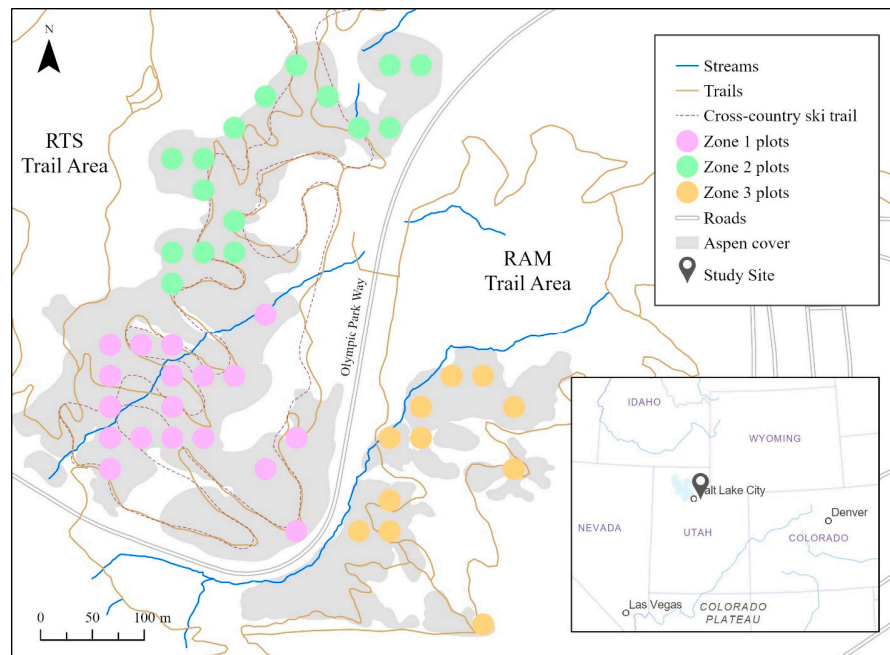 N
RTS
Trail Area
RAM
Trail Area
Olympic Park Way
Streams
Trails
Cross-country ski trail
Zone 1 plots
Zone 2 plots
Zone 3 plots
Roads
Aspen cover
Study Site
0 50 100 m
IDAHO
WYOMING
alt Lake City
Denver
NEVADA
UTAH
COLORADO
Las Vegas
COLORADO
PLATEAU